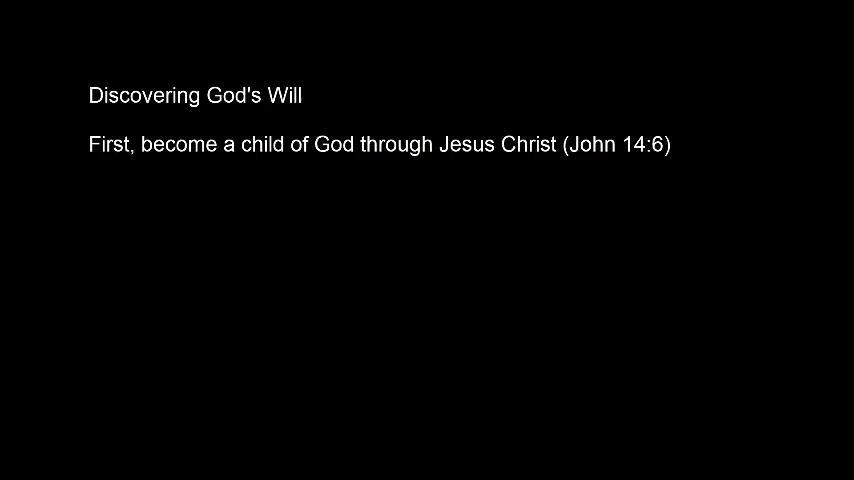 Discovering God's Will
First, become a child of God through Jesus Christ (John 14:6)